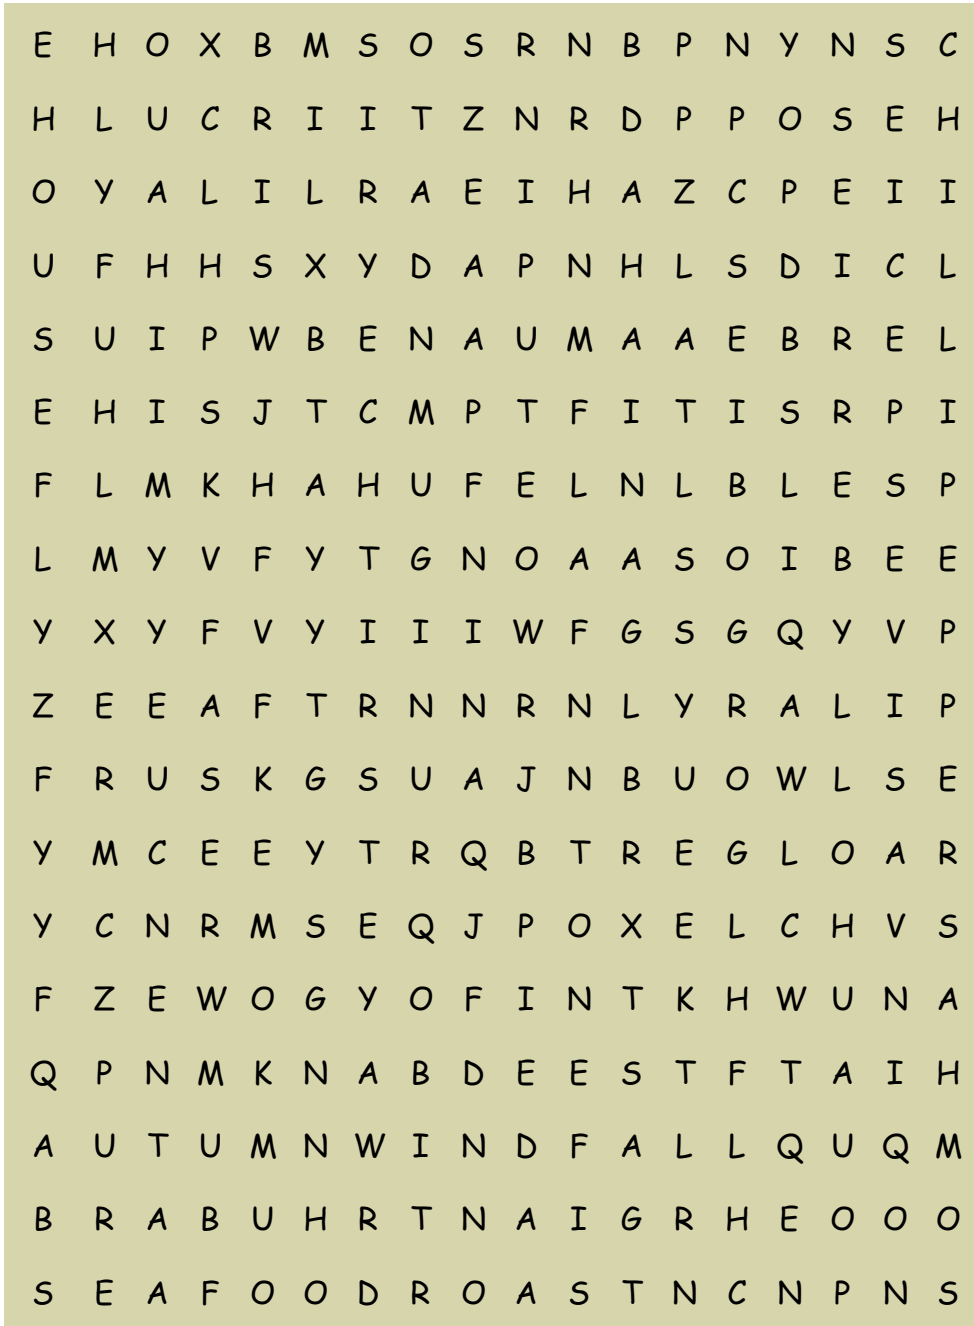 E H O X B M S O S R N B P N Y N S C
H L U C R I I T Z N R D P P O S E H
O Y A L I L R A E I H A Z C P E I I
U F H H S X Y D A P N H L S D I C L
S U I P W B E N A U M A A E B R E L
E H I S J T C M P T F I T I S R P I
F L M K H A H U F E L N L B L E S P
L M Y V F Y T G N O A A S O I B E E
Y X Y F V Y I I I W F G S G Q Y V P
Z E E A F T R N N R N L Y R A L I P
F R U S K G S U A J N B U O W L S E
Y M C E E Y T R Q B T R E G L O A R
Y C N R M S E Q J P O X E L C H V S
F Z E W O G Y O F I N T K H W U N A
Q P N M K N A B D E E S T F T A I H
A U T U M N W I N D F A L L Q U Q M
B R A B U H R T N A I G R H E O O O
S E A F O O D R O A S T N C N P N S